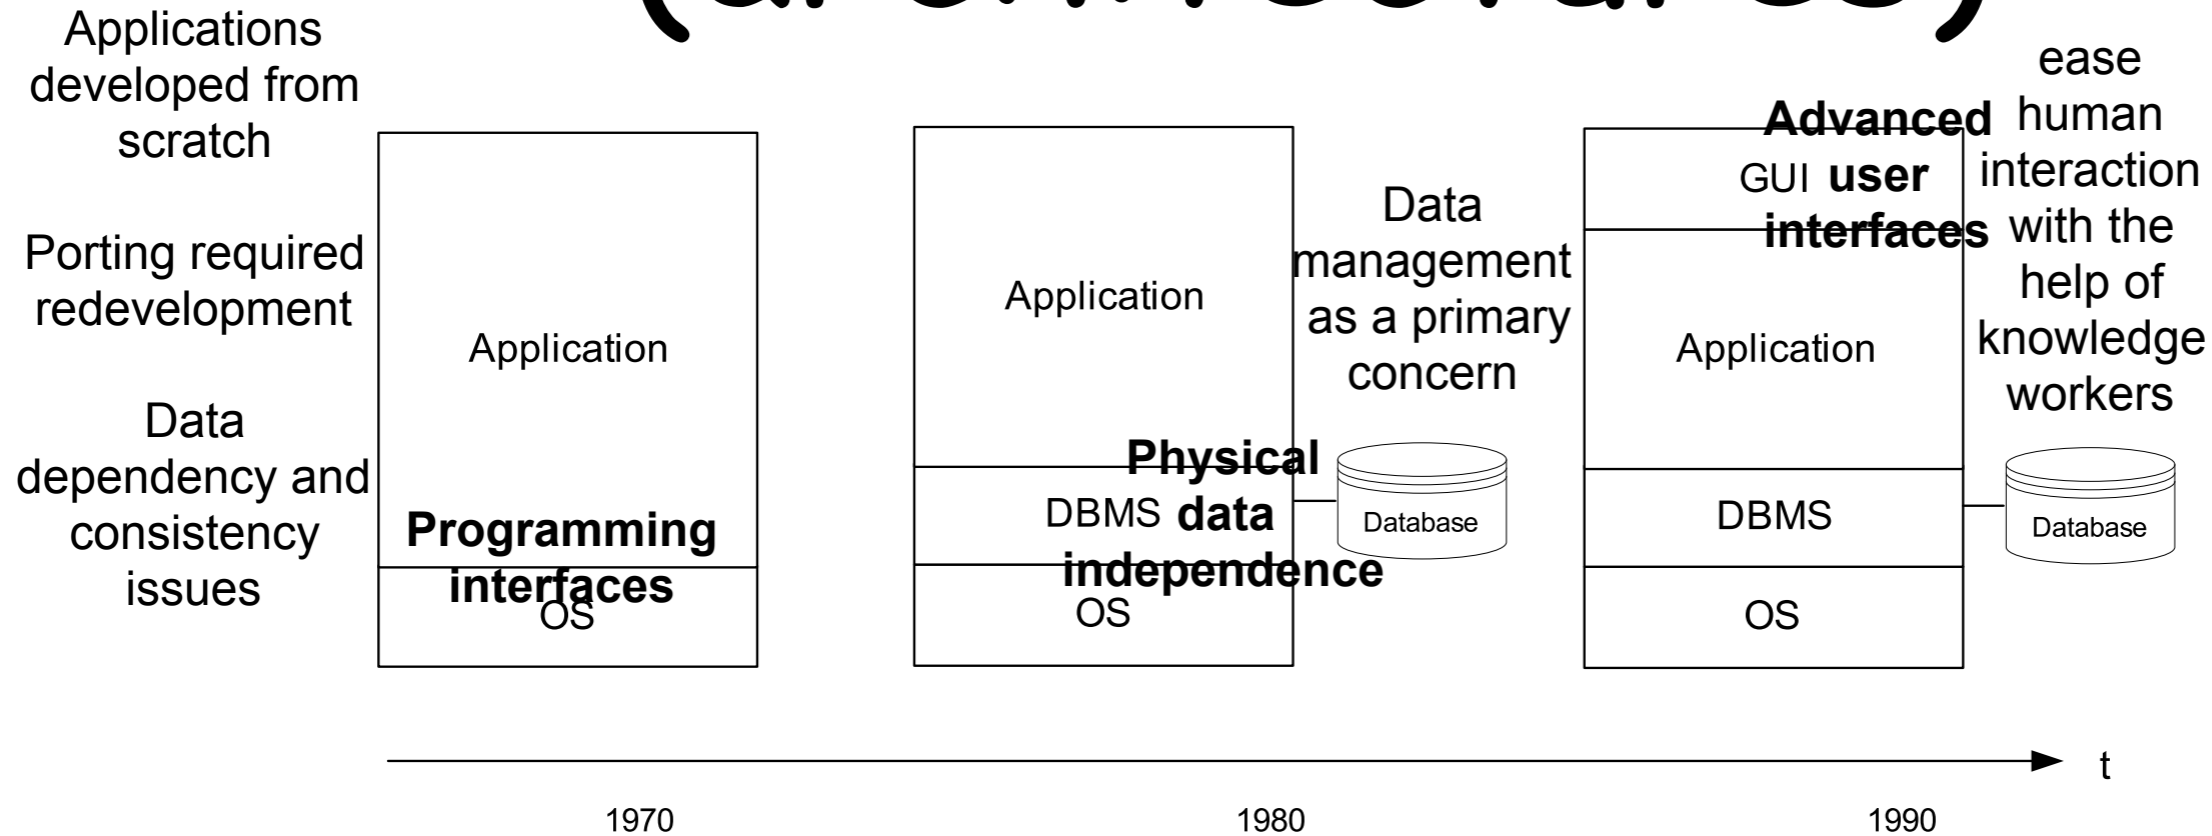 Applications
developed from
scratch
Porting required
redevelopment
Data
dependency and
consistency
issues
Application
Programming
interfaces
OS
Application
Physical
DBMS data
independence
OS
Data
management
as a primary
concern
Database
Advanced
GUI user
interfaces
Application
DBMS
OS
ease
human
interaction
with the
help of
knowledge
workers
Database
t
1970
1980
1990